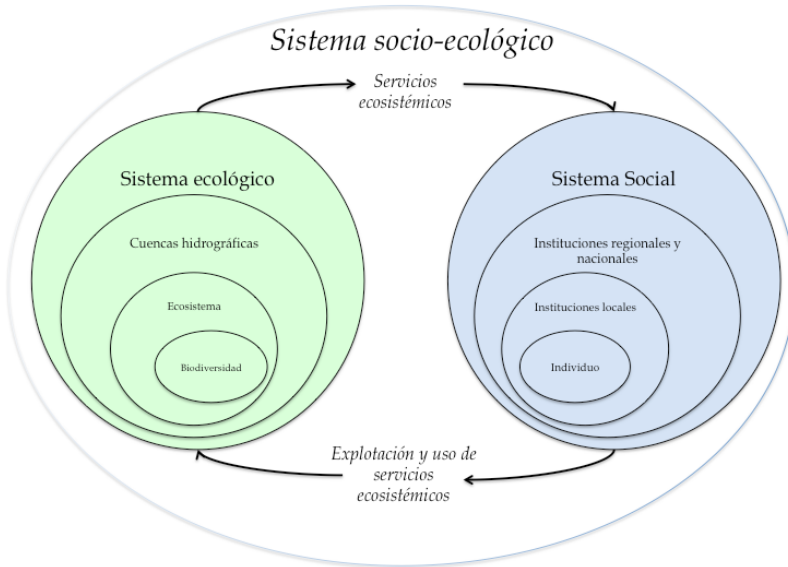 Sistema socio-ecológico
Servicios
ecosistémicos
Sistema ecológico
Cuencas hidrográficas
Ecosistema
Biodiversidad
Sistema Social
Instituciones regionales y
nacionales
Instituciones locales
Individuo
Explotación y uso de
servicios
ecosistémicos